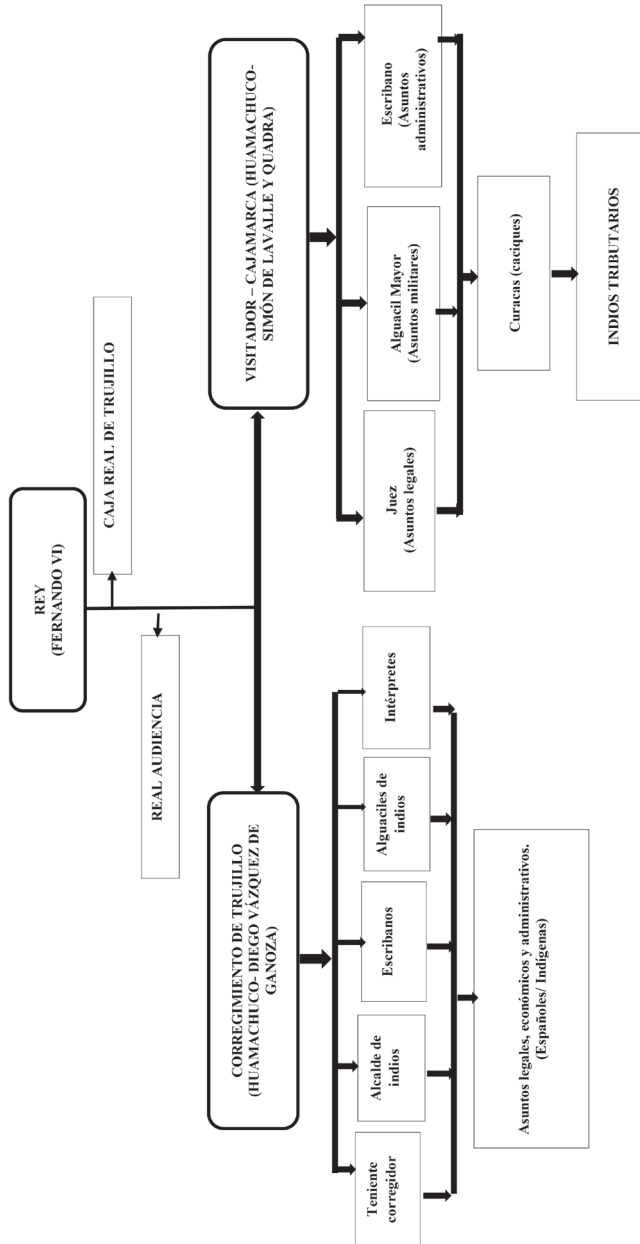 REY
(FERNANDO VI)
REAL AUDIENCIA
CAJA REAL DE TRUJILLO
CORREGIMIENTO DE TRUJILLO
(HUAMACHUCO- DIEGO VÁZQUEZ DE
GANOZA)
VISITADOR – CAJAMARCA (HUAMACHUCO-
SIMÓN DE LAVALLE Y QUADRA)
Teniente
corregidor
Alcalde de
indios
Escribanos
Alguaciles de
indios
Intérpretes
Juez
(Asuntos legales)
Alguacil Mayor
(Asuntos militares)
Escribano
(Asuntos
administrativos)
Asuntos legales, económicos y administrativos.
(Españoles/ Indígenas)
Curacas (caciques)
INDIOS TRIBUTARIOS